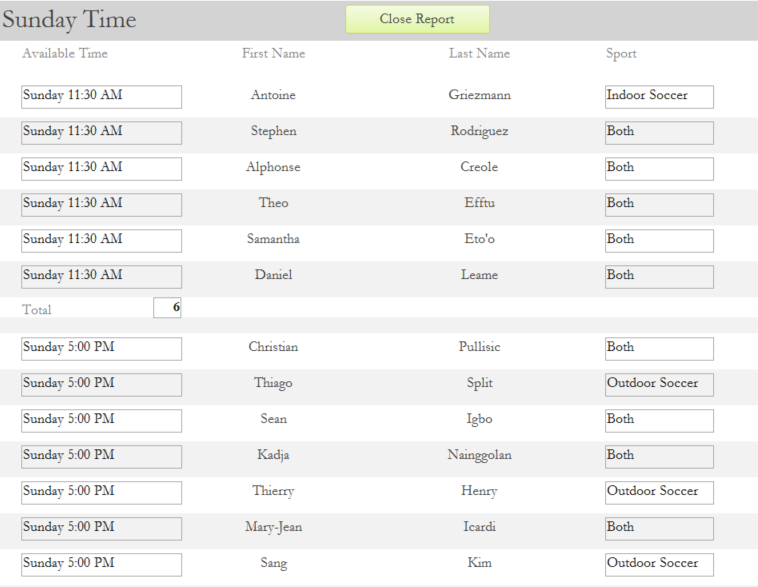 Sunday Time Close Report
Available Time First Name Last Name Sport
Sunday 11:30 AM Antoine Griezmann Indoor Soccer
Sunday 11:30 AM Stephen Rodriguez Both
Sunday 11:30 AM Alphonse Creole Both
Sunday 11:30 AM Theo Efftu Both
Sunday 11:30 AM Samantha Eto'o Both
Sunday 11:30 AM Daniel Leame Both
Total 6
Sunday 5:00 PM Christian Pullisic Both
Sunday 5:00 PM Thiago Split Outdoor Soccer
Sunday 5:00 PM Sean Igbo Both
Sunday 5:00 PM Kadja Nainggolan Both
Sunday 5:00 PM Thierry Henry Outdoor Soccer
Sunday 5:00 PM Mary-Jean Icardi Both
Sunday 5:00 PM Sang Kim Outdoor Soccer